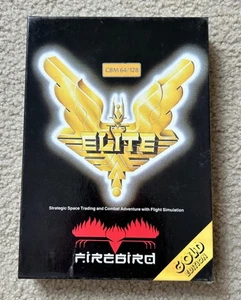 CBM 64/128
ELITE
Strategic Space Trading and Combat Adventure with Flight Simulation
FIREBIRD
GOLD
EDITION